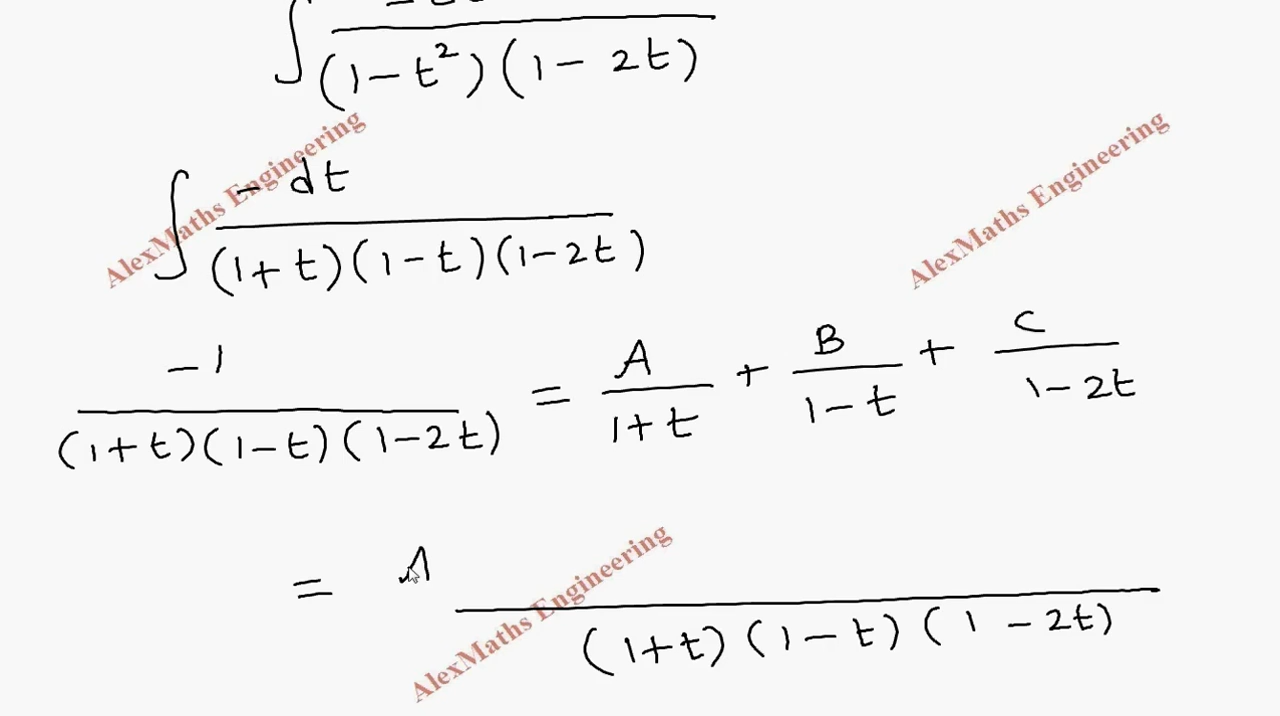 ∫ / (1-t²)(1-2t)
∫ -dt / (1+t)(1-t)(1-2t)
-1 / (1+t)(1-t)(1-2t) = A / 1+t + B / 1-t + C / 1-2t
= A / (1+t)(1-t)(1-2t)
AlexMaths Engineering
AlexMaths Engineering
AlexMaths Engineering